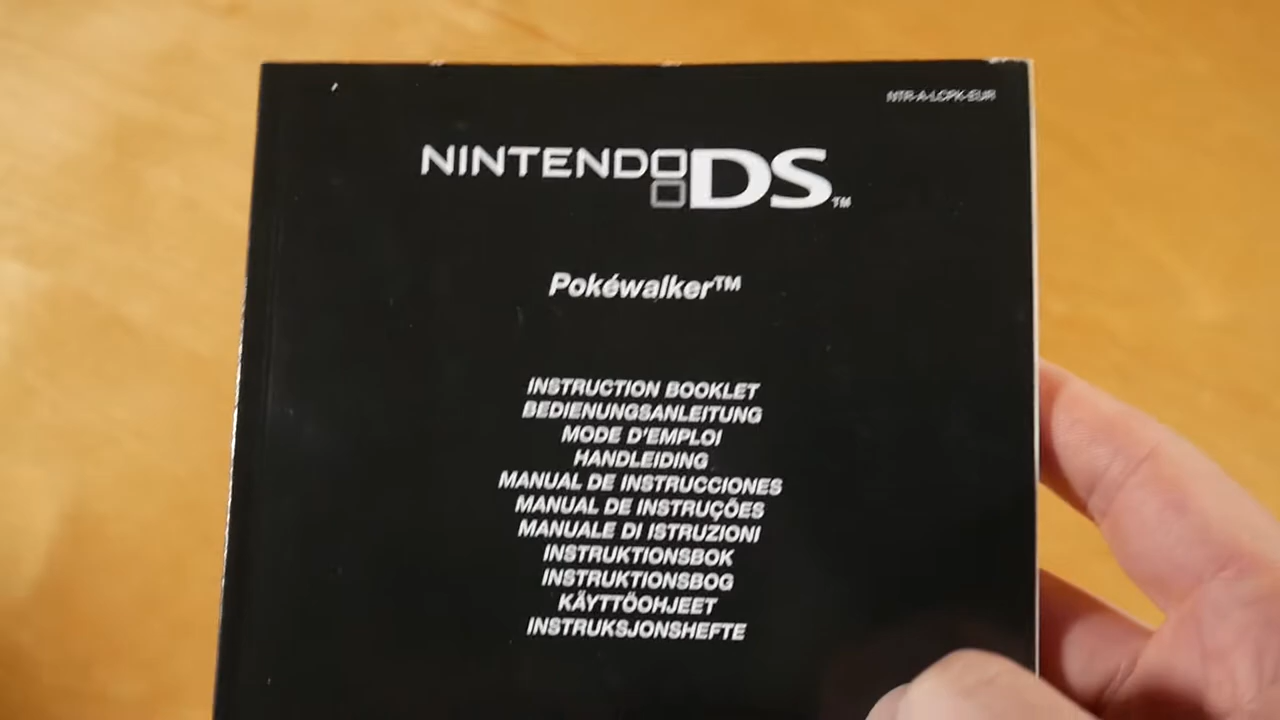 NTR-A-LCPK-EUR
NINTENDO DS™
Pokéwalker™
INSTRUCTION BOOKLET
BEDIENUNGSANLEITUNG
MODE D'EMPLOI
HANDLEIDING
MANUAL DE INSTRUCCIONES
MANUAL DE INSTRUÇÕES
MANUALE DI ISTRUZIONI
INSTRUKTIONSBOK
INSTRUKTIONSBOG
KÄYTTÖOHJEET
INSTRUKSJONSHEFTE